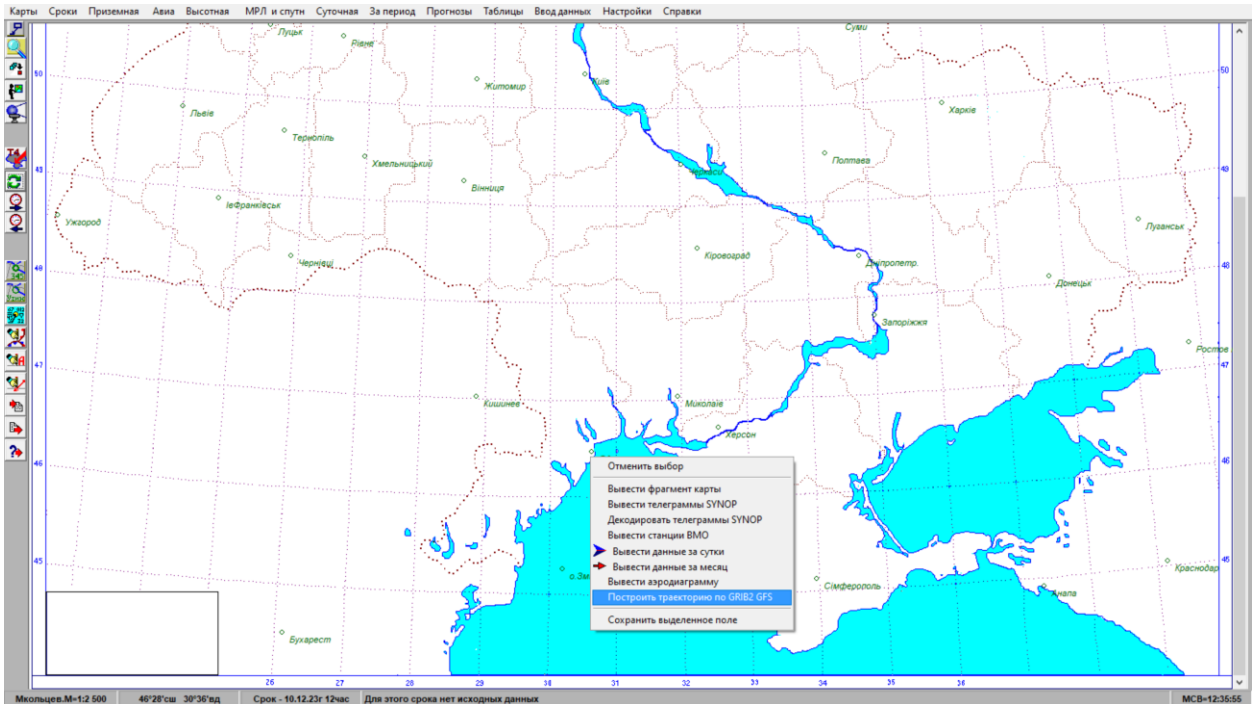 Карты Сроки Приземная Авиа Высотная МРЛ и спутн Суточная За период Прогнозы Таблицы Ввод данных Настройки Справки
Луцьк
Рівне
Суми
50
Житомир
Київ
50
Львів
Харків
Тернопіль
Хмельницький
Полтава
49
Черкаси
49
Вінниця
ІвФранківськ
Ужгород
Луганськ
Кіровоград
Чернівці
Дніпропетр.
48
48
Донецьк
Запоріжжя
Ростов
47
47
Кишинев
Миколаїв
Херсон
46
46
Отменить выбор
Вывести фрагмент карты
Вывести телеграммы SYNOP
Декодировать телеграммы SYNOP
Вывести станции ВМО
Вывести данные за сутки
Вывести данные за месяц
Вывести аэродиаграмму
Построить траекторию по GRIB2 GFS
Сохранить выделенное поле
45
45
Краснодар
о.Зм
Сімферополь
Анапа
Бухарест
26 27 28 29 30 31 32 33 34 35 36
Мкольцев.М=1:2 500 46°28'сш 30°36'вд Срок - 10.12.23г 12час Для этого срока нет исходных данных МСВ=12:35:55